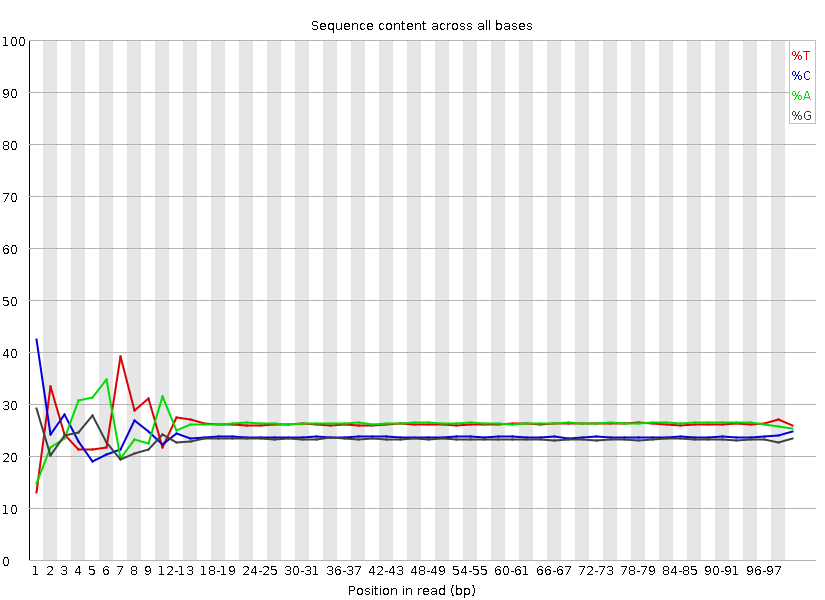 Sequence content across all bases
100
90
80
70
60
50
40
30
20
10
0
%T
%C
%A
%G
1 2 3 4 5 6 7 8 9 12-13 18-19 24-25 30-31 36-37 42-43 48-49 54-55 60-61 66-67 72-73 78-79 84-85 90-91 96-97
Position in read (bp)